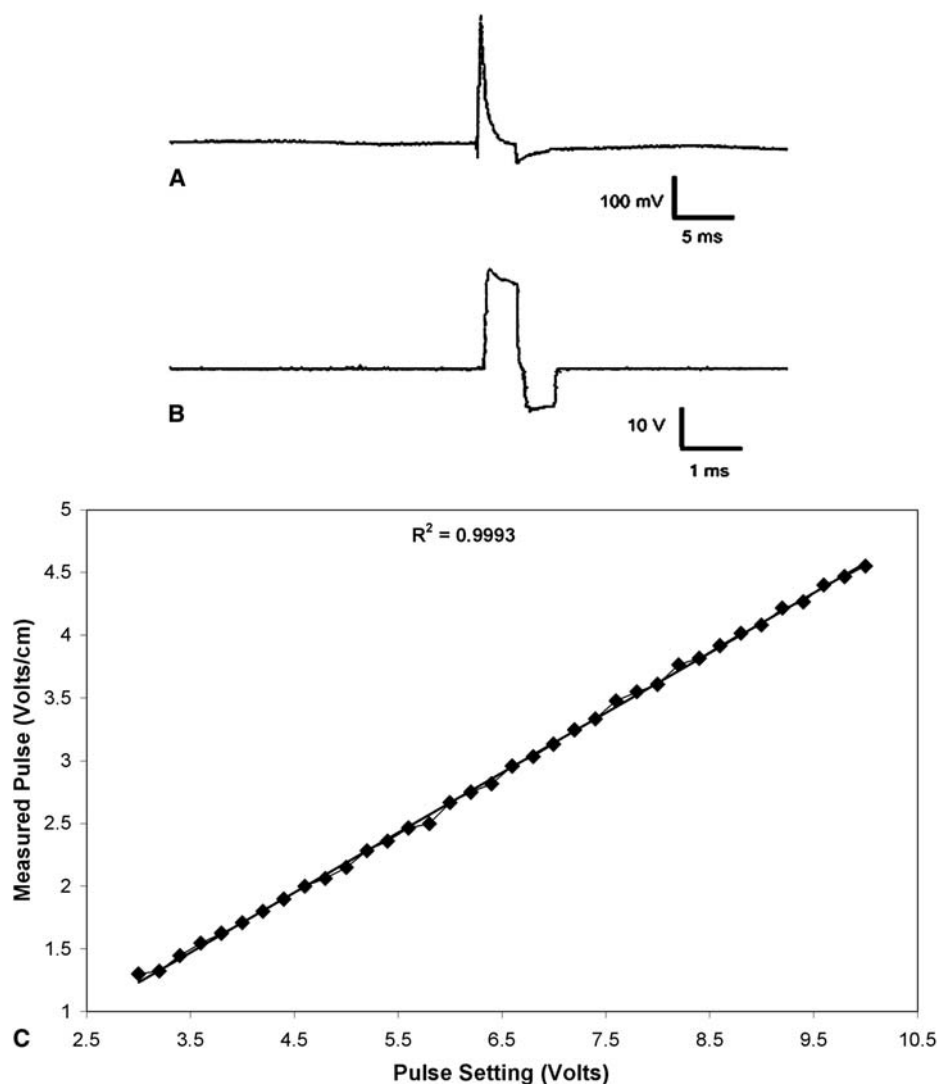 A
100 mV
5 ms
B
10 V
1 ms
5
R² = 0.9993
4.5
4
3.5
3
2.5
2
1.5
1
Measured Pulse (Volts/cm)
C
2.5 3.5 4.5 5.5 6.5 7.5 8.5 9.5 10.5
Pulse Setting (Volts)